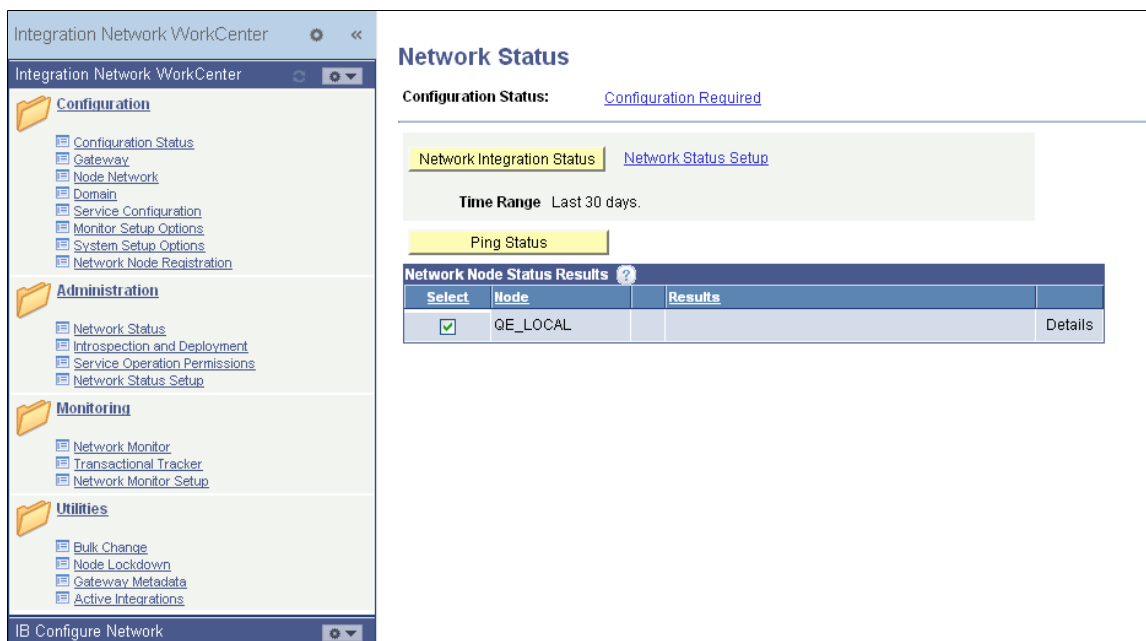 Integration Network WorkCenter
«
Integration Network WorkCenter
Configuration
Configuration Status
Gateway
Node Network
Domain
Service Configuration
Monitor Setup Options
System Setup Options
Network Node Registration
Administration
Network Status
Introspection and Deployment
Service Operation Permissions
Network Status Setup
Monitoring
Network Monitor
Transactional Tracker
Network Monitor Setup
Utilities
Bulk Change
Node Lockdown
Gateway Metadata
Active Integrations
IB Configure Network
Network Status
Configuration Status: Configuration Required
Network Integration Status Network Status Setup
Time Range Last 30 days.
Ping Status
Network Node Status Results ?
Select Node Results
QE_LOCAL Details